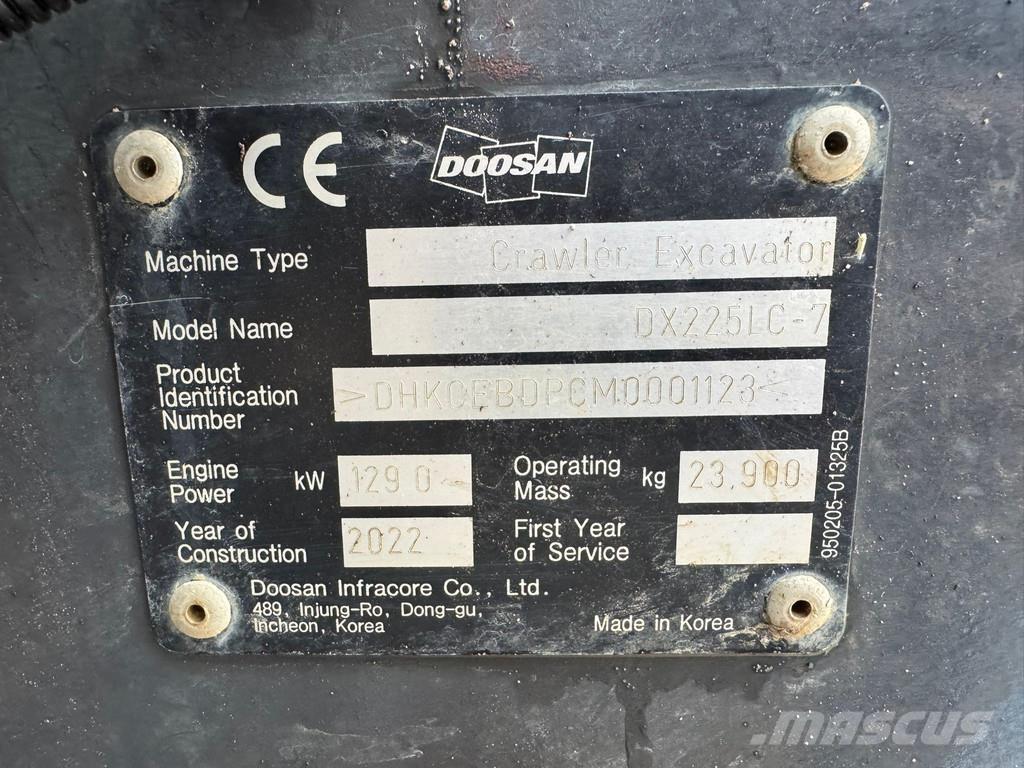 CE DOOSAN
Machine Type Crawler Excavator
Model Name DX225LC-7
Product
Identification
Number >DHKCEBDPCM0001123<
Engine
Power kW 129.0
Operating
Mass kg 23,900
Year of
Construction 2022
First Year
of Service
950205-01325B
Doosan Infracore Co., Ltd.
489, Injung-Ro, Dong-gu,
Incheon, Korea
Made in Korea
MASCUS